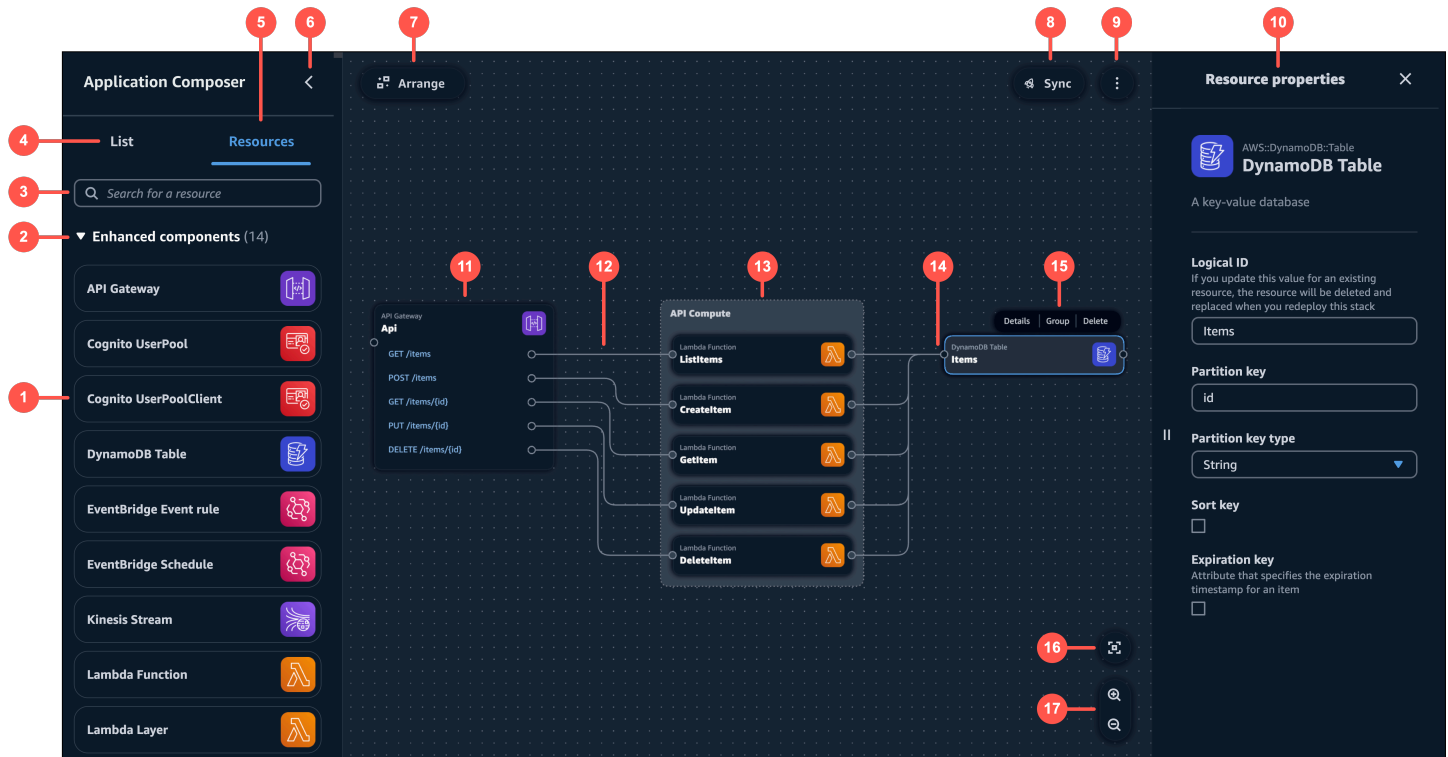 5
6
7
8
9
10
Application Composer
Arrange
Sync
Resource properties
4
List
Resources
3
Search for a resource
2
Enhanced components (14)
API Gateway
Cognito UserPool
1
Cognito UserPoolClient
DynamoDB Table
EventBridge Event rule
EventBridge Schedule
Kinesis Stream
Lambda Function
Lambda Layer
11
12
13
14
15
API Gateway
Api
GET /items
POST /items
GET /items/{id}
PUT /items/{id}
DELETE /items/{id}
API Compute
Lambda Function
ListItems
Lambda Function
CreateItem
Lambda Function
GetItem
Lambda Function
UpdateItem
Lambda Function
DeleteItem
Details
Group
Delete
DynamoDB Table
Items
16
17
AWS::DynamoDB::Table
DynamoDB Table
A key-value database
Logical ID
If you update this value for an existing
resource, the resource will be deleted and
replaced when you redeploy this stack
Items
Partition key
id
Partition key type
String
Sort key
Expiration key
Attribute that specifies the expiration
timestamp for an item